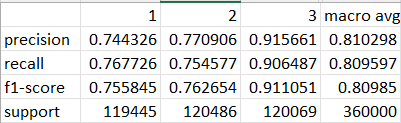 1 2 3 macro avg
precision 0.744326 0.770906 0.915661 0.810298
recall 0.767726 0.754577 0.906487 0.809597
f1-score 0.755845 0.762654 0.911051 0.80985
support 119445 120486 120069 360000